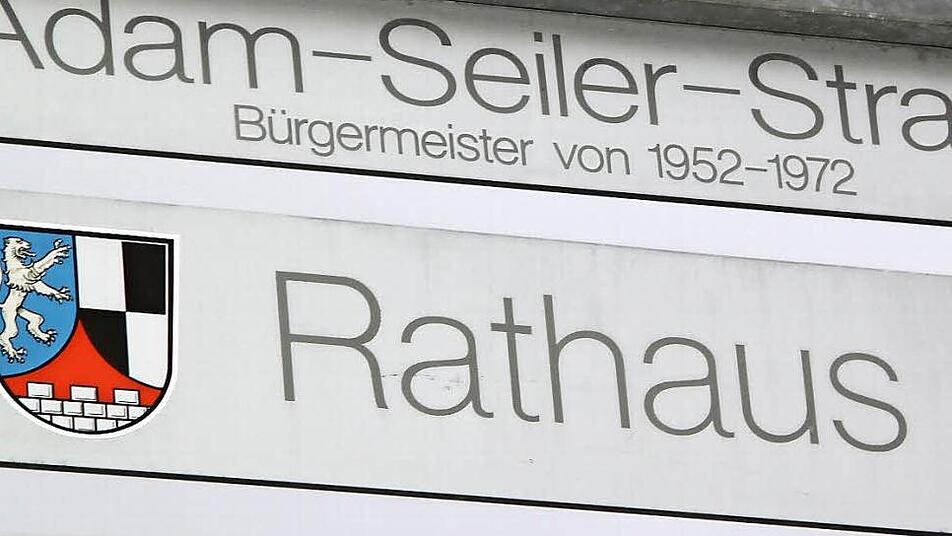 Adam-Seiler-Stra
Bürgermeister von 1952-1972
Rathaus